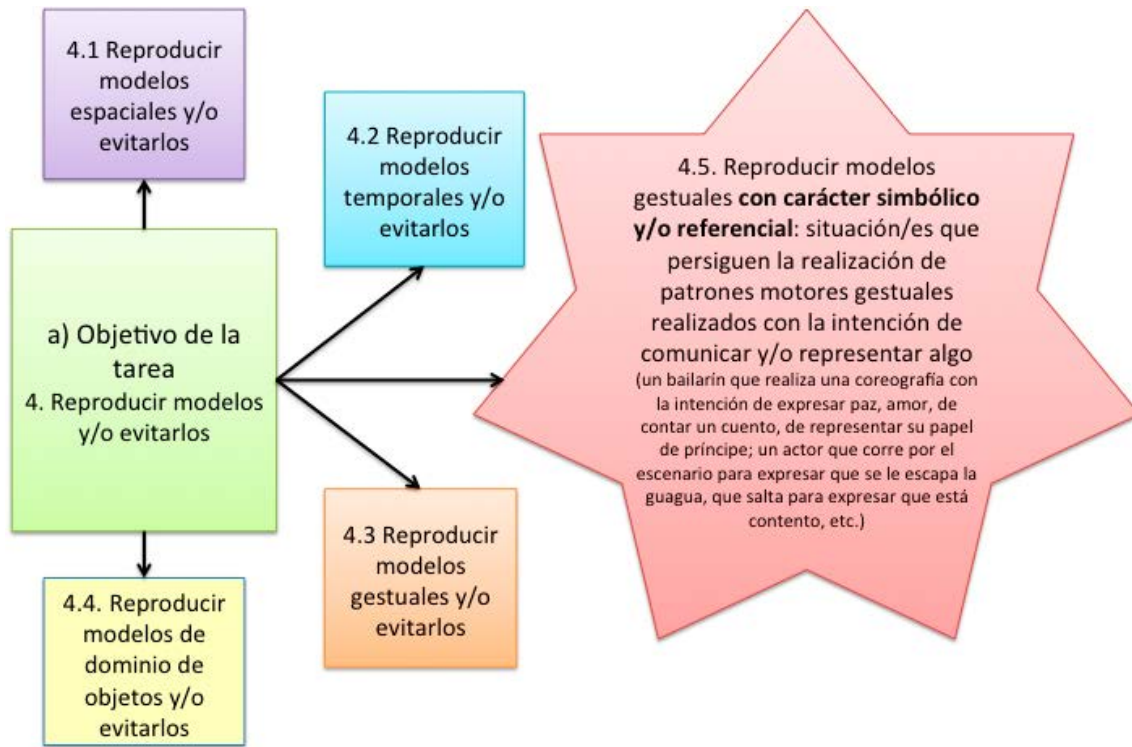 4.1 Reproducir
modelos
espaciales y/o
evitarlos
4.2 Reproducir
modelos
temporales y/o
evitarlos
a) Objetivo de la
tarea
4. Reproducir modelos
y/o evitarlos
4.3 Reproducir
modelos
gestuales y/o
evitarlos
4.4. Reproducir
modelos de
dominio de
objetos y/o
evitarlos
4.5. Reproducir modelos
gestuales con carácter simbólico
y/o referencial: situación/es que
persiguen la realización de
patrones motores gestuales
realizados con la intención de
comunicar y/o representar algo
(un bailarín que realiza una coreografía con
la intención de expresar paz, amor, de
contar un cuento, de representar su papel
de príncipe; un actor que corre por el
escenario para expresar que se le escapa la
guagua, que salta para expresar que está
contento, etc.)